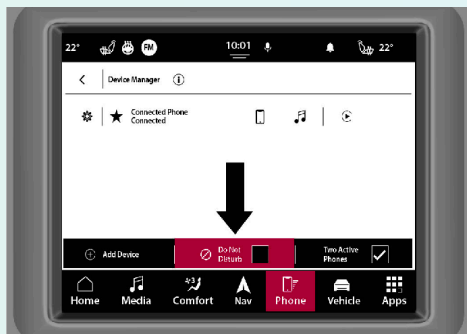 22°
FM
10:01
22°
Device Manager
Connected Phone
Connected
Add Device
Do Not
Disturb
Two Active
Phones
Home
Media
Comfort
Nav
Phone
Vehicle
Apps